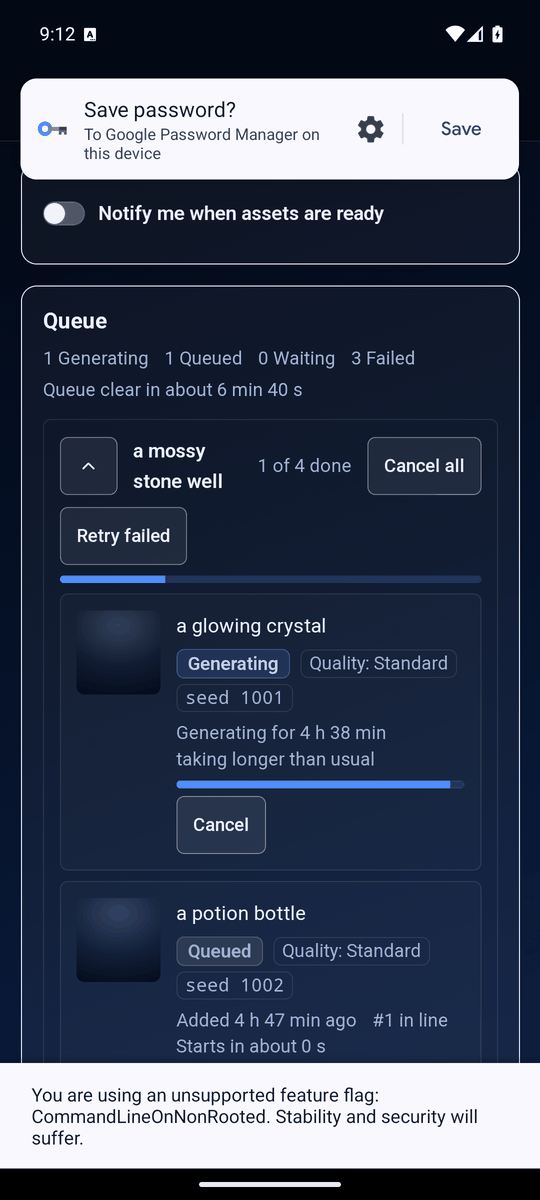 9:12
Save password?
To Google Password Manager on
this device
Save
Notify me when assets are ready
Queue
1 Generating 1 Queued 0 Waiting 3 Failed
Queue clear in about 6 min 40 s
a mossy
stone well
1 of 4 done
Cancel all
Retry failed
a glowing crystal
Generating Quality: Standard
seed 1001
Generating for 4 h 38 min
taking longer than usual
Cancel
a potion bottle
Queued Quality: Standard
seed 1002
Added 4 h 47 min ago #1 in line
Starts in about 0 s
You are using an unsupported feature flag:
CommandLineOnNonRooted. Stability and security will
suffer.